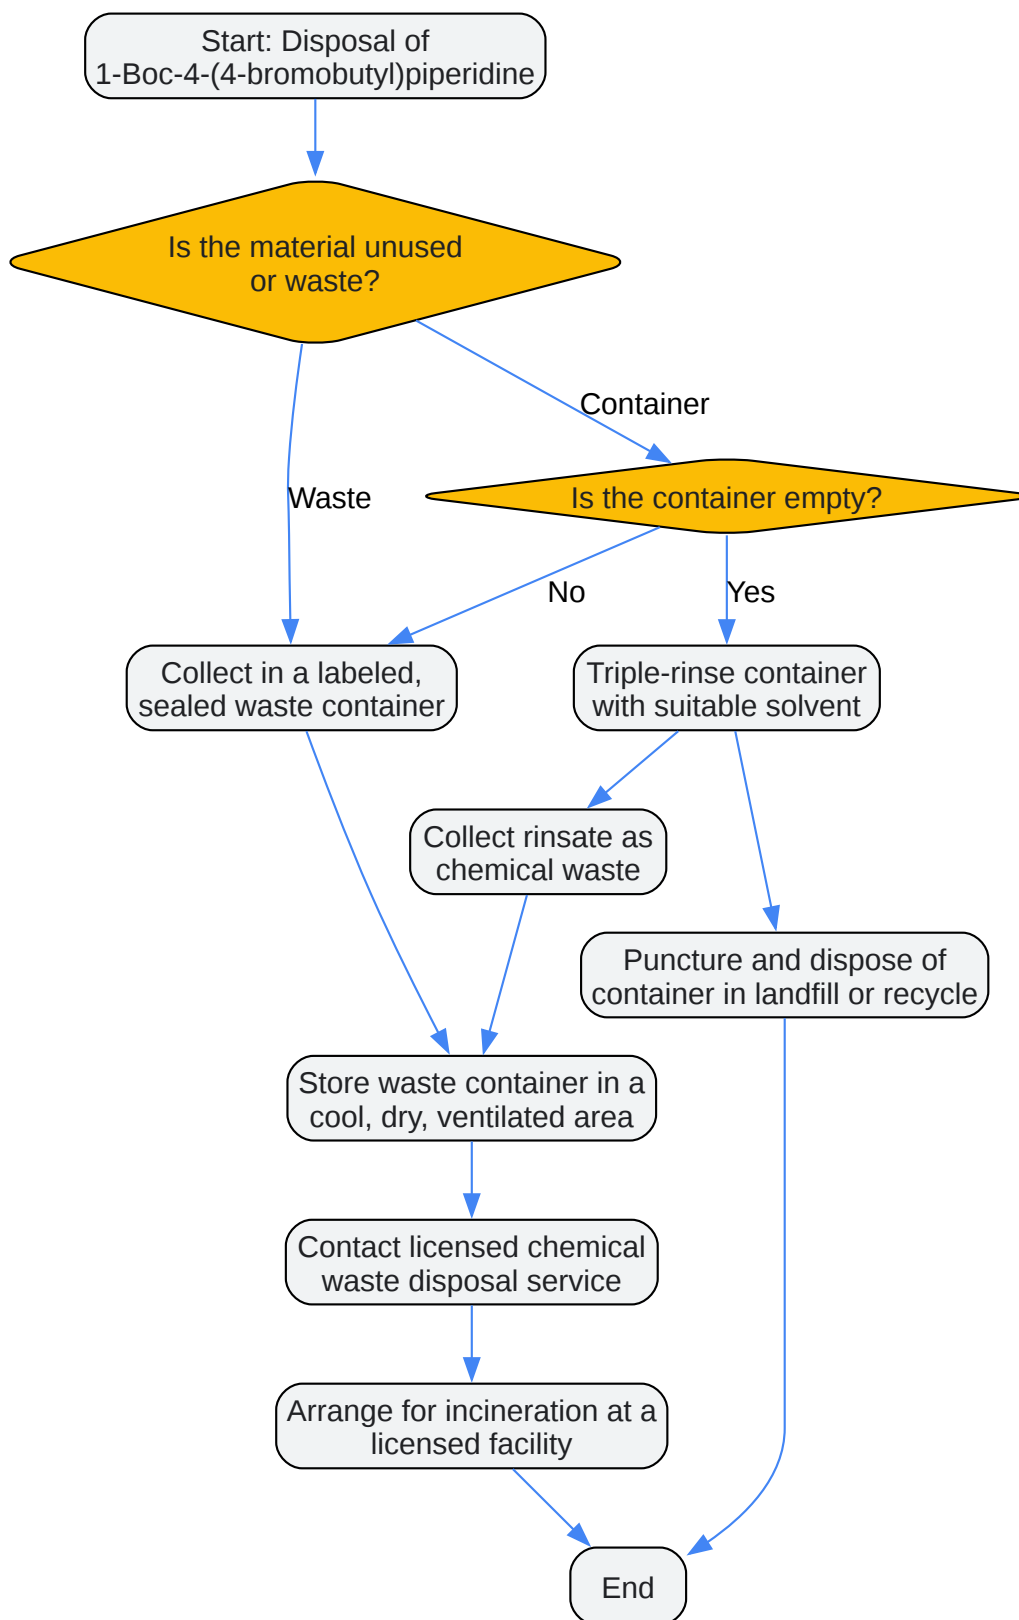 Start: Disposal of
1-Boc-4-(4-bromobutyl)piperidine
Is the material unused
or waste?
Container
Waste
Is the container empty?
No
Yes
Collect in a labeled,
sealed waste container
Triple-rinse container
with suitable solvent
Collect rinsate as
chemical waste
Puncture and dispose of
container in landfill or recycle
Store waste container in a
cool, dry, ventilated area
Contact licensed chemical
waste disposal service
Arrange for incineration at a
licensed facility
End